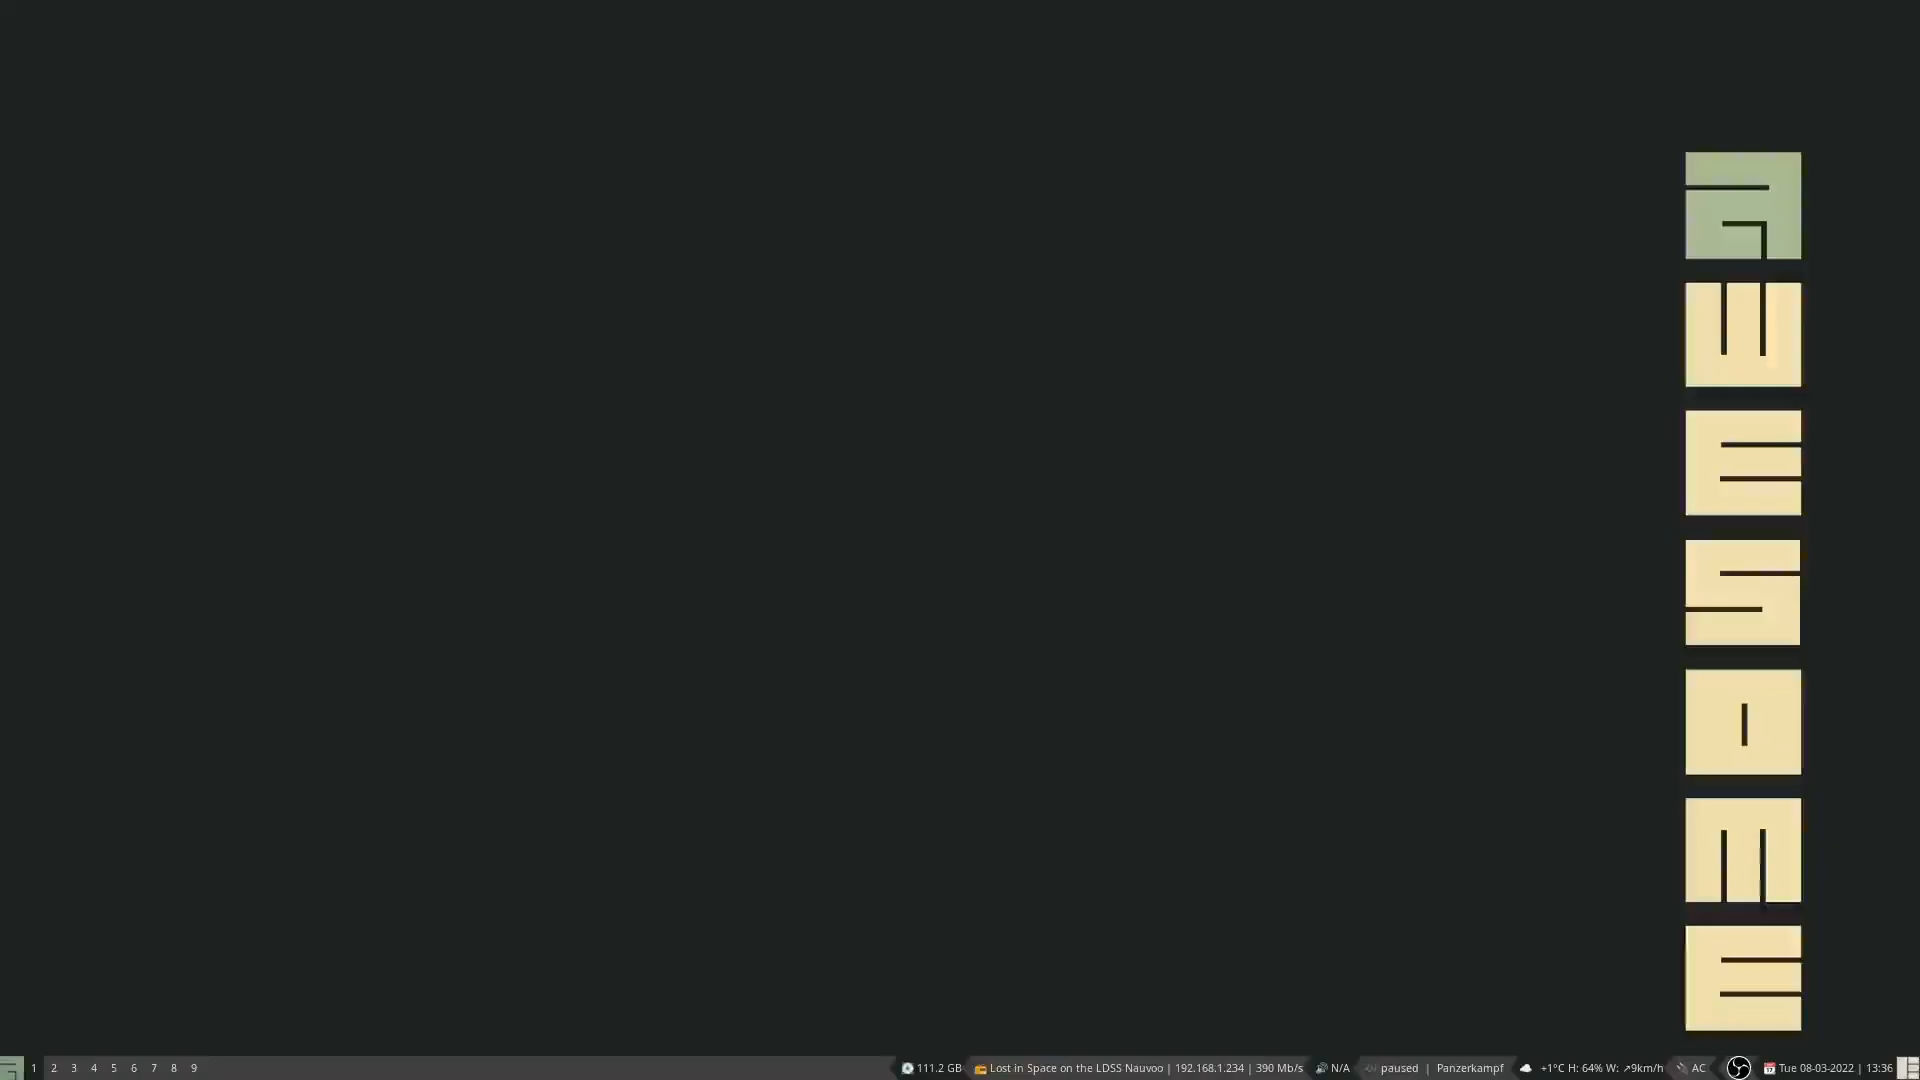 A
W
E
S
O
M
E
1 2 3 4 5 6 7 8 9 111.2 GB Lost in Space on the LDSS Nauvoo | 192.168.1.234 | 390 Mb/s N/A paused | Panzerkampf +1°C H: 64% W: ↗9km/h AC Tue 08-03-2022 | 13:36